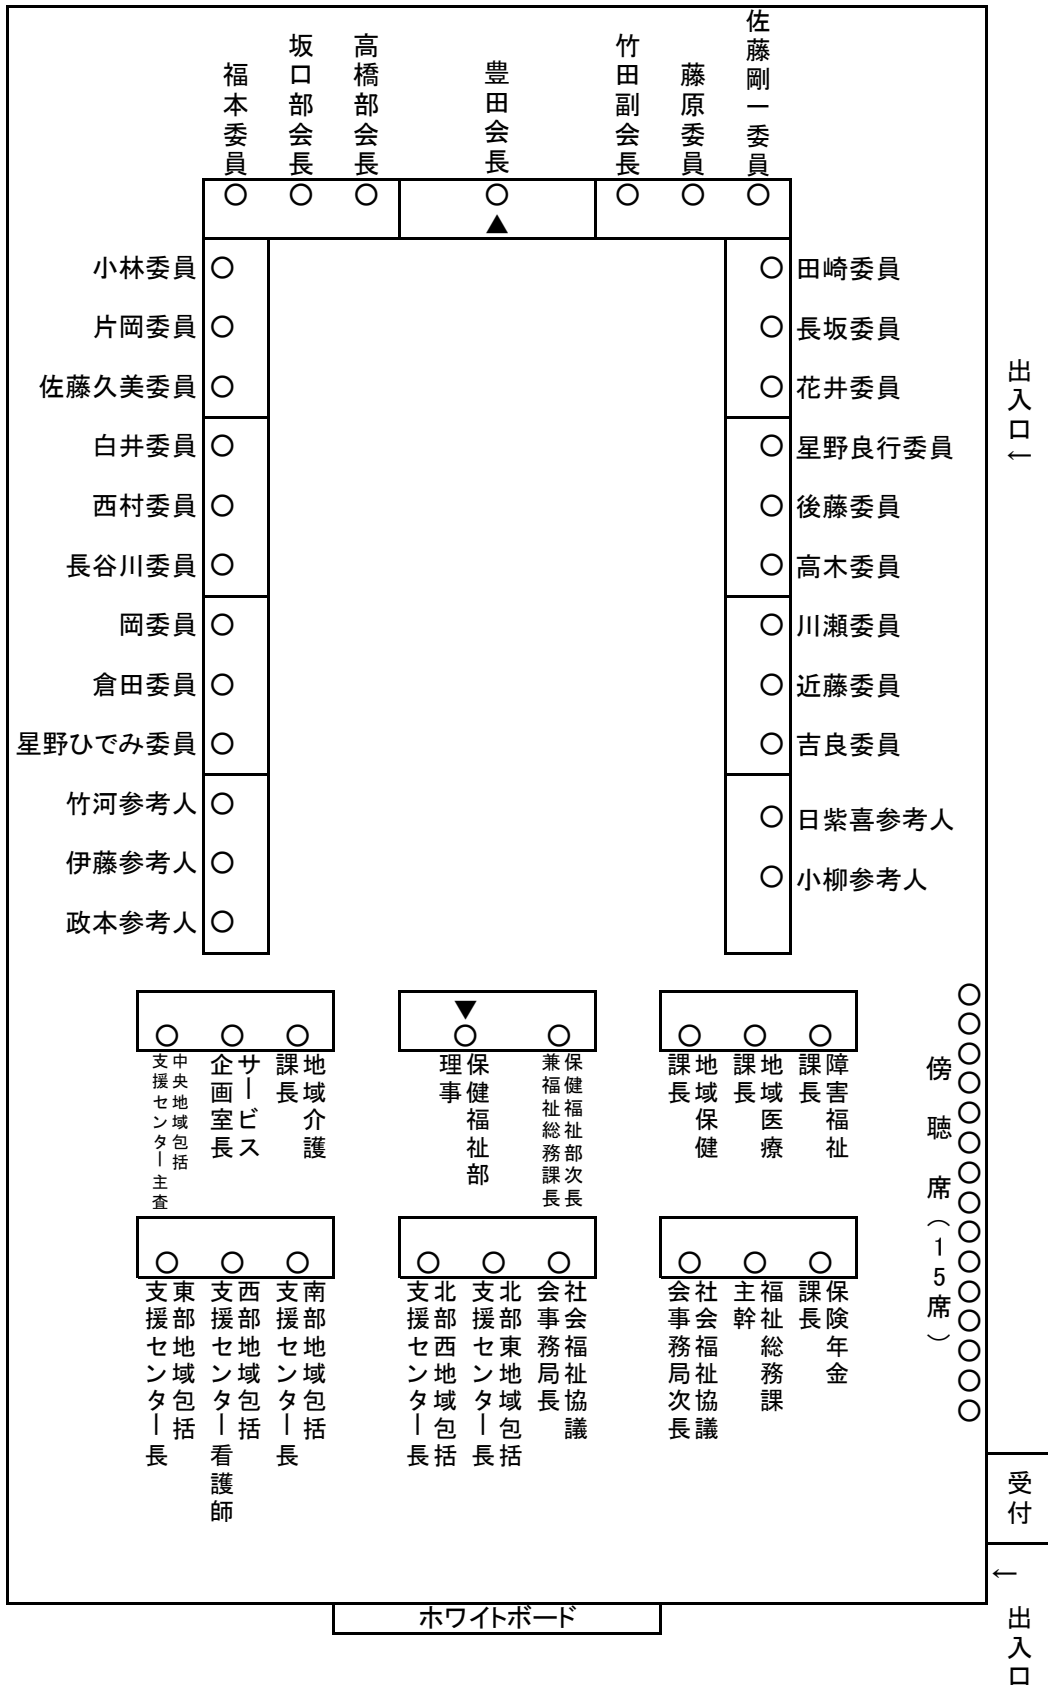 福本委員
坂口部会長
高橋部会長
豊田会長
竹田副会長
藤原委員
佐藤剛一委員
小林委員
片岡委員
佐藤久美委員
白井委員
西村委員
長谷川委員
岡委員
倉田委員
星野ひでみ委員
竹河参考人
伊藤参考人
政本参考人
田崎委員
長坂委員
花井委員
星野良行委員
後藤委員
高木委員
川瀬委員
近藤委員
吉良委員
日紫喜参考人
小柳参考人
出入口←
中央地域包括
支援センター主査
サービス
企画室長
地域介護
課長
保健福祉部
理事
保健福祉部次長
兼福祉総務課長
地域保健
課長
地域医療
課長
障害福祉
課長
東部地域包括
支援センター長
西部地域包括
支援センター看護師
南部地域包括
支援センター長
北部西地域包括
支援センター長
北部東地域包括
支援センター長
社会福祉協議
会事務局長
社会福祉協議
会事務局次長
福祉総務課
主幹
保険年金
課長
傍聴席（15席）
受付
←出入口
ホワイトボード